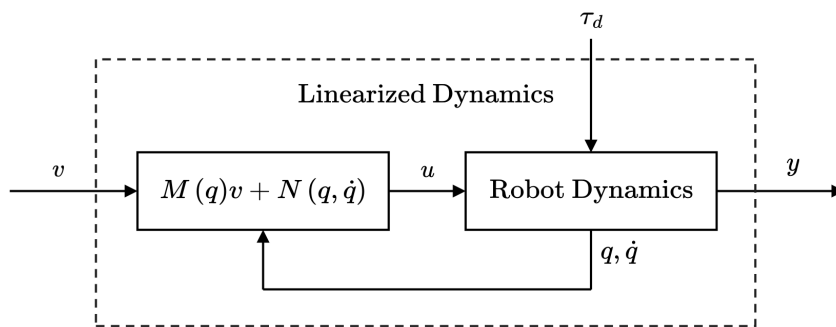 τ_d
Linearized Dynamics
v
M (q)v + N (q, q̇)
u
Robot Dynamics
y
q, q̇